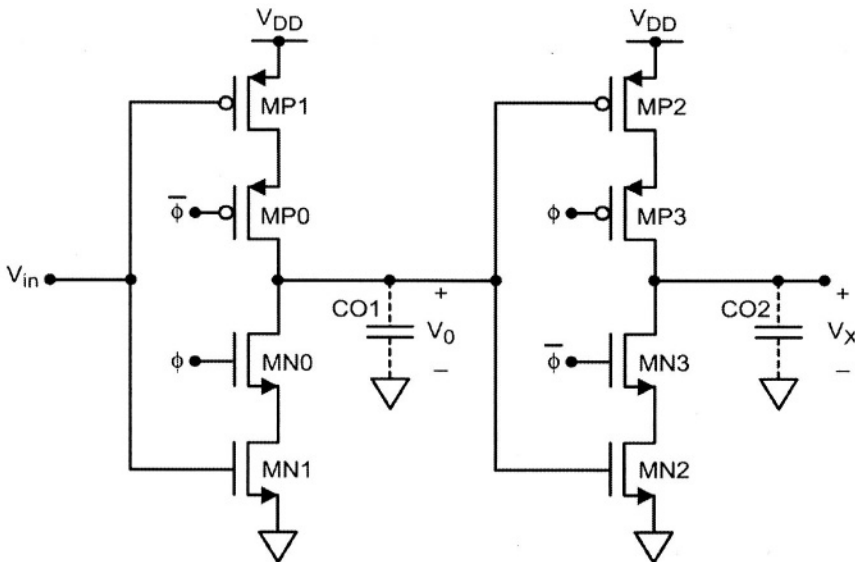 V_DD V_DD
MP1 MP2
ϕ̅ MP0 ϕ MP3
V_in
CO1 + V_0 − CO2 + V_X −
ϕ MN0 ϕ̅ MN3
MN1 MN2